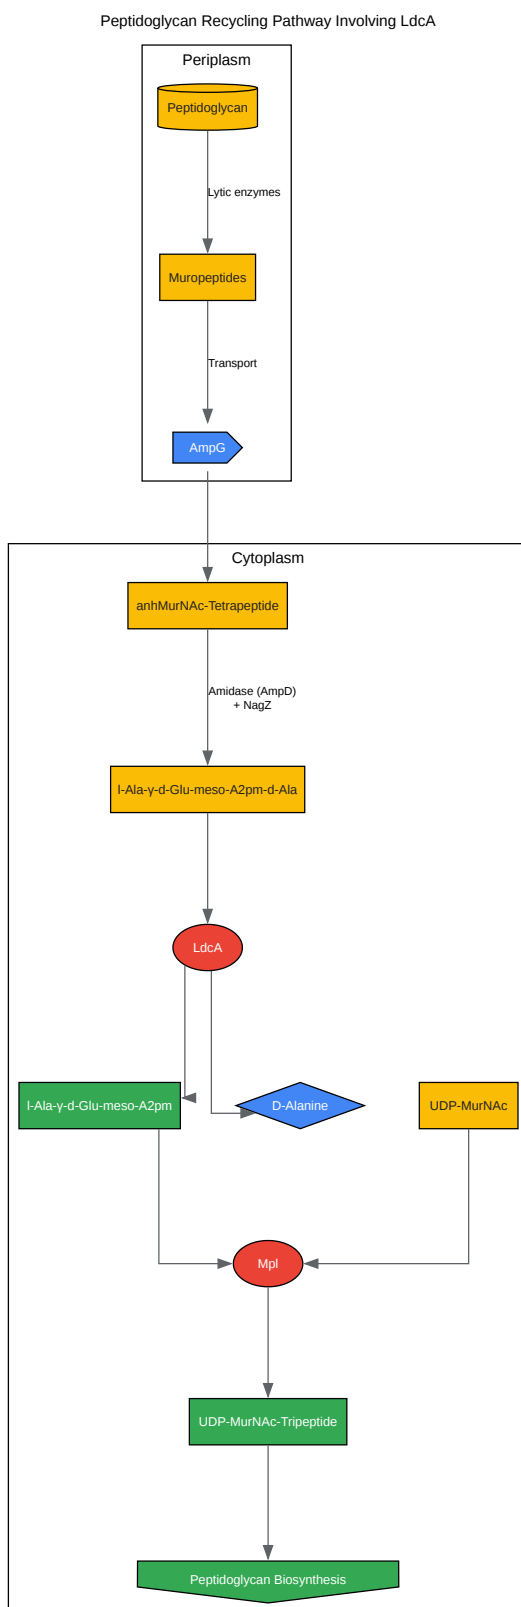 Peptidoglycan Recycling Pathway Involving LdcA
Periplasm
Peptidoglycan
Lytic enzymes
Muropeptides
Transport
AmpG
Cytoplasm
anhMurNAc-Tetrapeptide
Amidase (AmpD)
+ NagZ
l-Ala-γ-d-Glu-meso-A2pm-d-Ala
LdcA
l-Ala-γ-d-Glu-meso-A2pm
D-Alanine
UDP-MurNAc
Mpl
UDP-MurNAc-Tripeptide
Peptidoglycan Biosynthesis